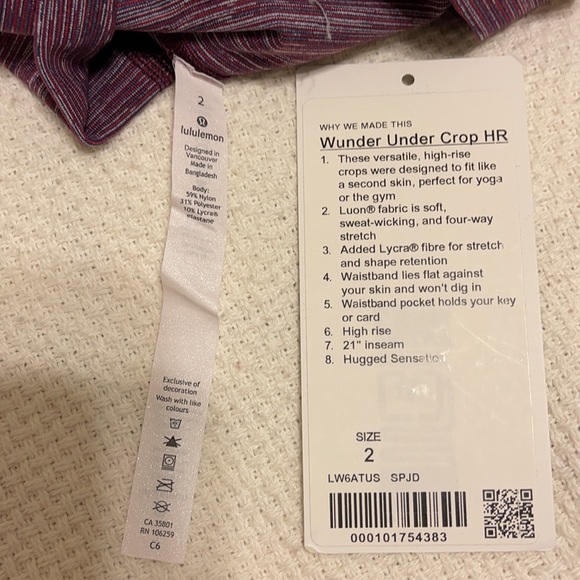 2
lululemon
Designed in
Vancouver
Made in
Bangladesh
Body:
59% Nylon
31% Polyester
10% Lycra®
elastane
Exclusive of
decoration
Wash with like
colours
CA 35801
RN 106259
C6
WHY WE MADE THIS
Wunder Under Crop HR
1. These versatile, high-rise
crops were designed to fit like
a second skin, perfect for yoga
or the gym
2. Luon® fabric is soft,
sweat-wicking, and four-way
stretch
3. Added Lycra® fibre for stretch
and shape retention
4. Waistband lies flat against
your skin and won't dig in
5. Waistband pocket holds your key
or card
6. High rise
7. 21" inseam
8. Hugged Sensation
SIZE
2
LW6ATUS SPJD
000101754383